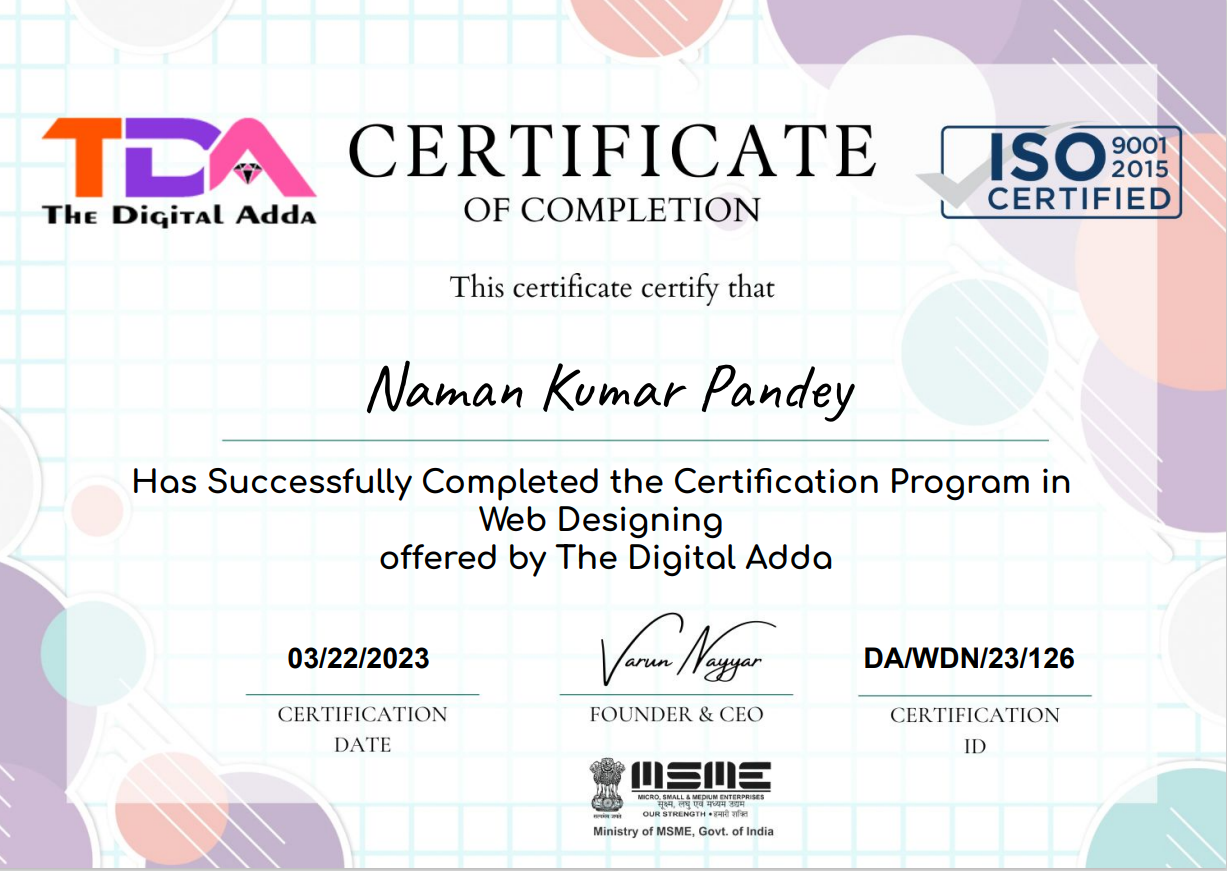 TDA
The Digital Adda
CERTIFICATE
OF COMPLETION
ISO 9001
2015
CERTIFIED
This certificate certify that
Naman Kumar Pandey
Has Successfully Completed the Certification Program in
Web Designing
offered by The Digital Adda
03/22/2023
CERTIFICATION
DATE
Varun Nayyar
FOUNDER & CEO
DA/WDN/23/126
CERTIFICATION
ID
सत्यमेव जयते
MSME
MICRO, SMALL & MEDIUM ENTERPRISES
सूक्ष्म, लघु एवं मध्यम उद्यम
OUR STRENGTH • हमारी शक्ति
Ministry of MSME, Govt. of India